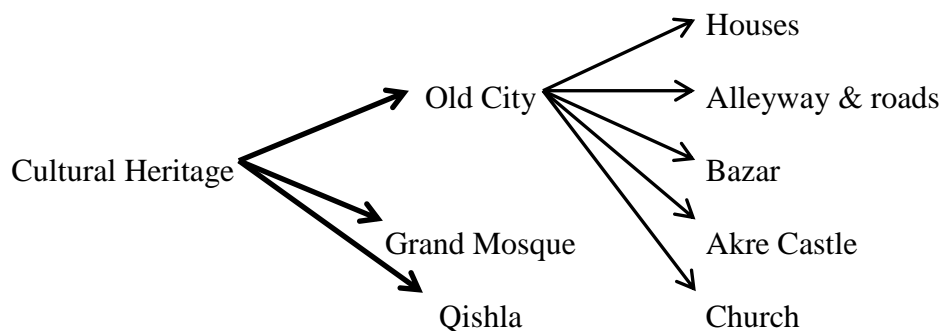 Houses
Old City
Alleyway & roads
Cultural Heritage
Bazar
Grand Mosque
Akre Castle
Qishla
Church